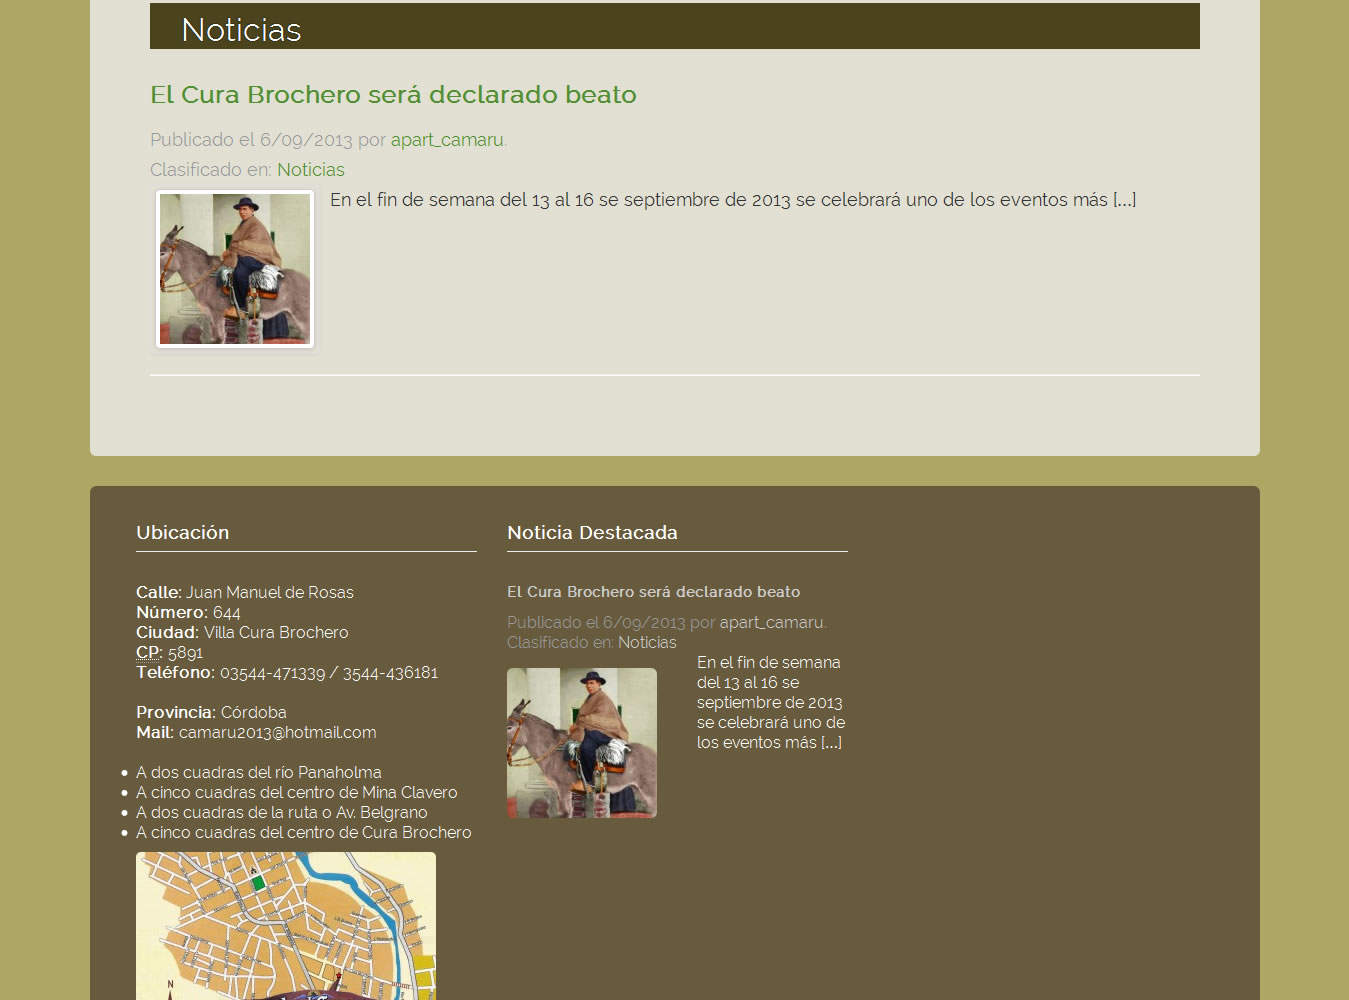 Noticias
El Cura Brochero será declarado beato
Publicado el 6/09/2013 por apart_camaru.
Clasificado en: Noticias
En el fin de semana del 13 al 16 se septiembre de 2013 se celebrará uno de los eventos más [...]
Ubicación
Calle: Juan Manuel de Rosas
Número: 644
Ciudad: Villa Cura Brochero
CP: 5891
Teléfono: 03544-471339 / 3544-436181
Provincia: Córdoba
Mail: camaru2013@hotmail.com
A dos cuadras del río Panaholma
A cinco cuadras del centro de Mina Clavero
A dos cuadras de la ruta o Av. Belgrano
A cinco cuadras del centro de Cura Brochero
N
Noticia Destacada
El Cura Brochero será declarado beato
Publicado el 6/09/2013 por apart_camaru.
Clasificado en: Noticias
En el fin de semana
del 13 al 16 se
septiembre de 2013
se celebrará uno de
los eventos más [...]